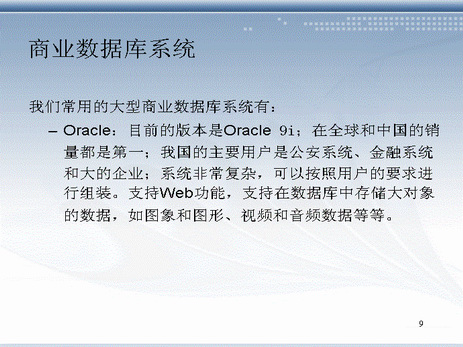 商业数据库系统
我们常用的大型商业数据库系统有：
– Oracle：目前的版本是Oracle 9i；在全球和中国的销
量都是第一；我国的主要用户是公安系统、金融系统
和大的企业；系统非常复杂，可以按照用户的要求进
行组装。支持Web功能，支持在数据库中存储大对象
的数据，如图象和图形、视频和音频数据等等。
9